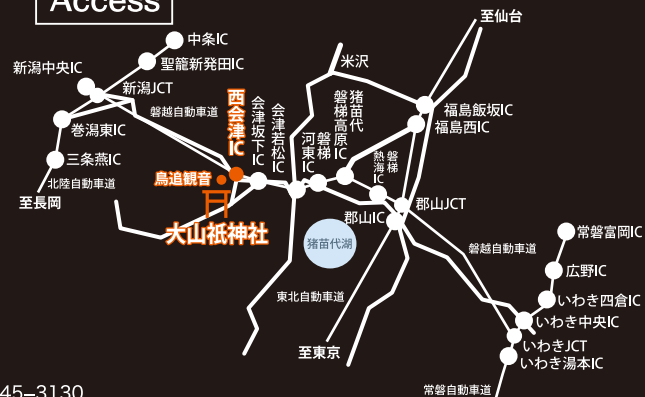 Access
至仙台
中条IC
聖籠新発田IC
新潟中央IC
新潟JCT
米沢
磐越自動車道
西会津IC
会津坂下IC
会津若松IC
河東IC
磐梯
猪苗代
磐梯高原IC
磐梯
熱海IC
福島飯坂IC
福島西IC
巻潟東IC
三条燕IC
北陸自動車道
至長岡
鳥追観音
大山祇神社
郡山IC
郡山JCT
猪苗代湖
磐越自動車道
常磐富岡IC
広野IC
いわき四倉IC
いわき中央IC
いわきJCT
いわき湯本IC
東北自動車道
至東京
常磐自動車道
45–3130